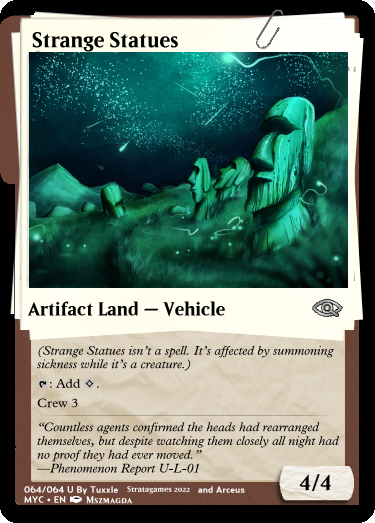 Strange Statues
Artifact Land — Vehicle
(Strange Statues isn't a spell. It's affected by summoning
sickness while it's a creature.)
: Add .
Crew 3
“Countless agents confirmed the heads had rearranged
themselves, but despite watching them closely all night had
no proof they had ever moved.”
—Phenomenon Report U-L-01
4/4
064/064 U By Tuxxle Stratagames 2022 and Arceus
MYC • EN Mszmagda